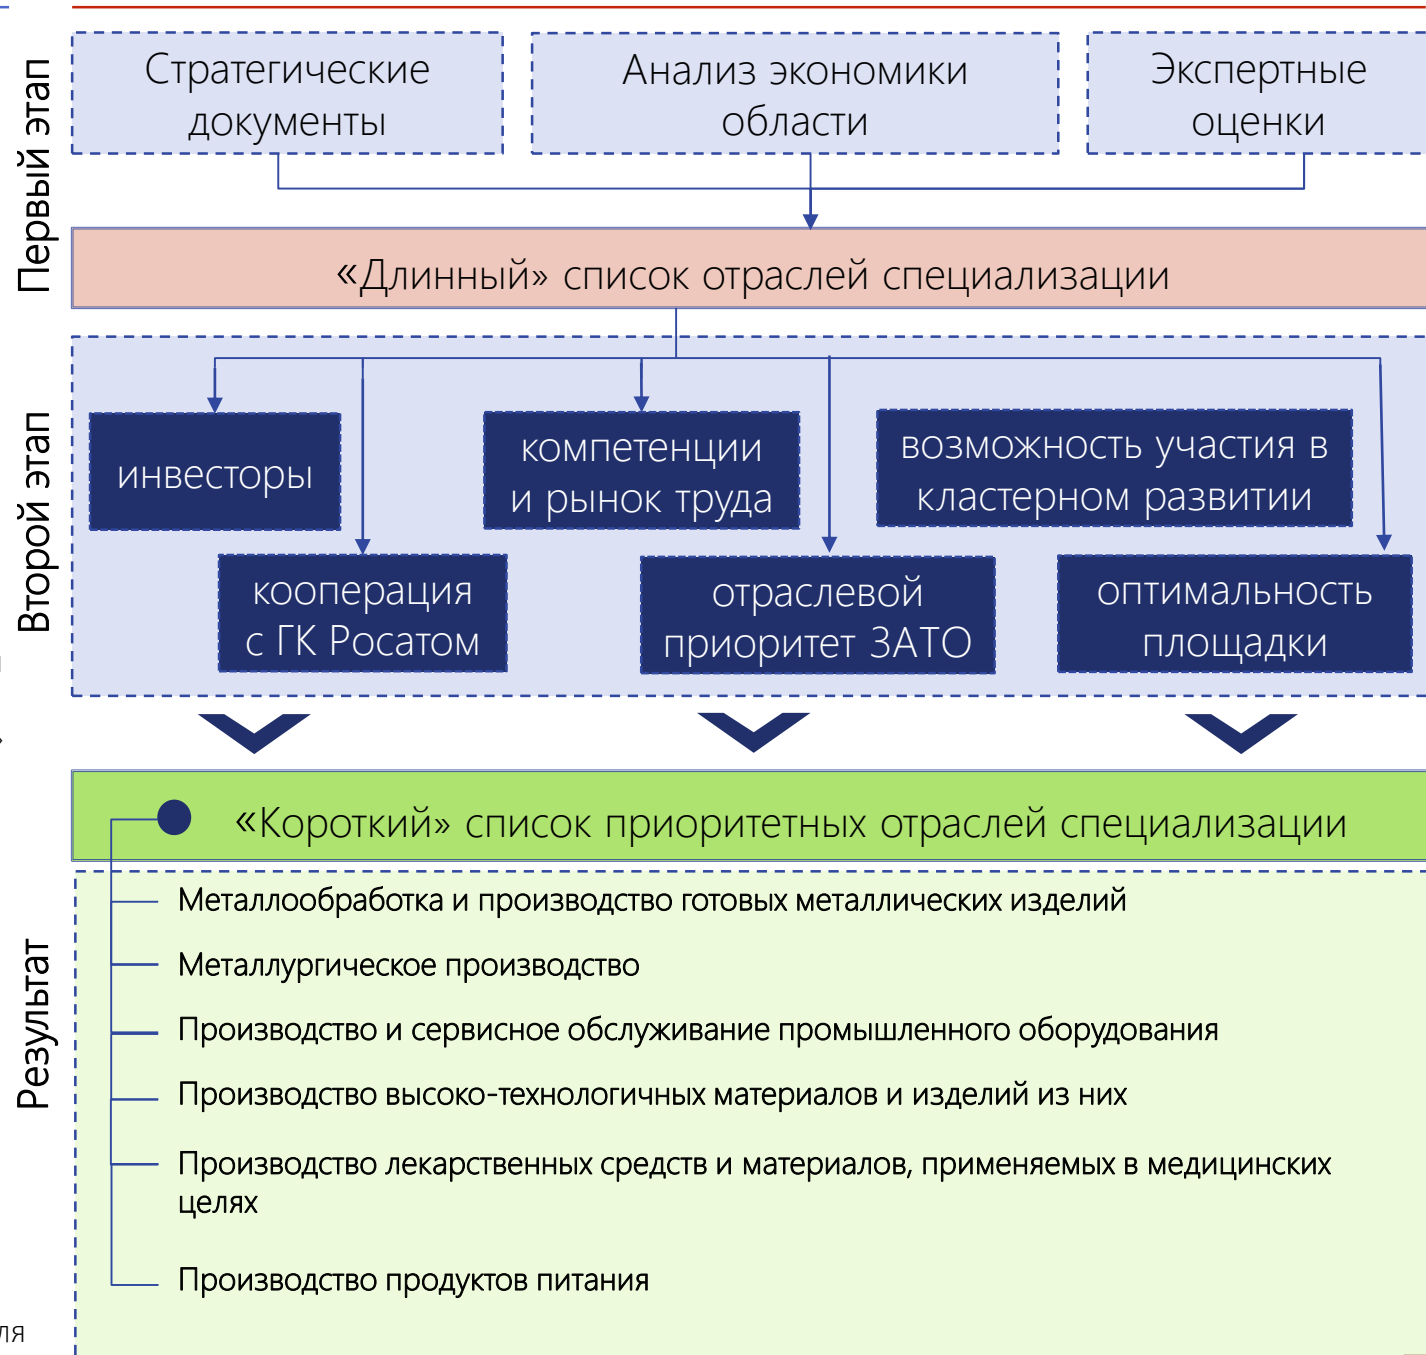 Первый этап
Стратегические
документы
Анализ экономики
области
Экспертные
оценки
«Длинный» список отраслей специализации
Второй этап
инвесторы
компетенции
и рынок труда
возможность участия в
кластерном развитии
кооперация
с ГК Росатом
отраслевой
приоритет ЗАТО
оптимальность
площадки
«Короткий» список приоритетных отраслей специализации
Результат
Металлообработка и производство готовых металлических изделий
Металлургическое производство
Производство и сервисное обслуживание промышленного оборудования
Производство высоко-технологичных материалов и изделий из них
Производство лекарственных средств и материалов, применяемых в медицинских
целях
Производство продуктов питания